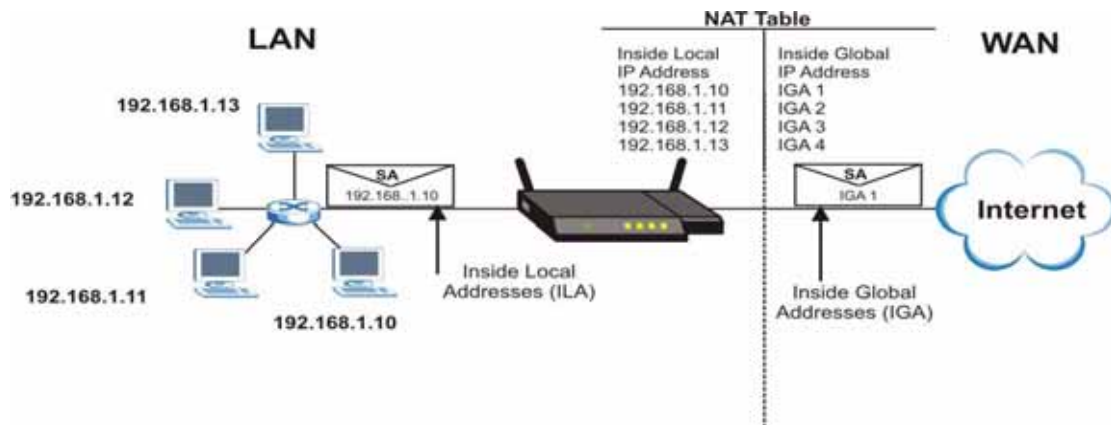 NAT Table
LAN
WAN
Inside Local
IP Address
192.168.1.10
192.168.1.11
192.168.1.12
192.168.1.13
Inside Global
IP Address
IGA 1
IGA 2
IGA 3
IGA 4
192.168.1.13
192.168.1.12
192.168.1.11
192.168.1.10
SA
192.168..1.10
SA
IGA 1
Internet
Inside Local
Addresses (ILA)
Inside Global
Addresses (IGA)